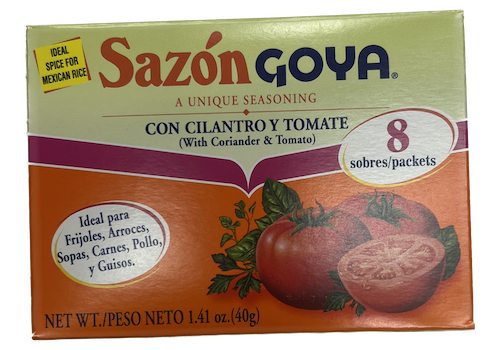 IDEAL
SPICE FOR
MEXICAN RICE
Sazón GOYA®
A UNIQUE SEASONING
CON CILANTRO Y TOMATE
(With Coriander & Tomato)
8
sobres/packets
Ideal para
Frijoles, Arroces,
Sopas, Carnes, Pollo,
y Guisos.
NET WT./PESO NETO 1.41 oz.(40g)